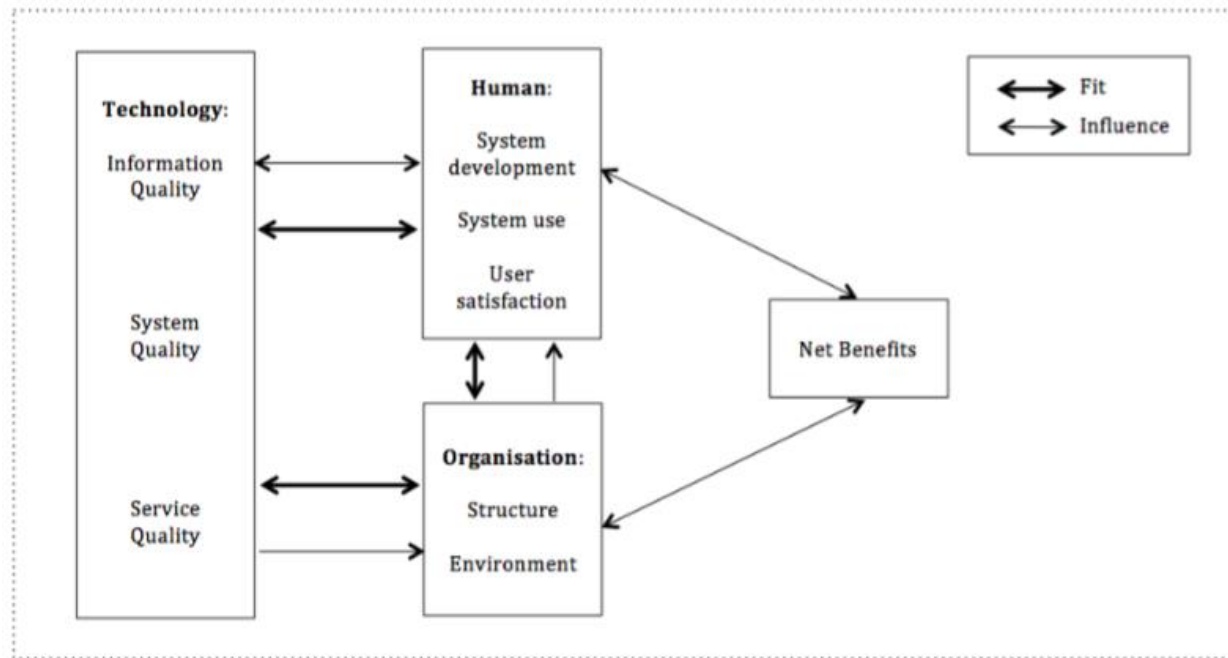 Technology:
Information
Quality
System
Quality
Service
Quality
Human:
System
development
System use
User
satisfaction
Organisation:
Structure
Environment
Net Benefits
Fit
Influence